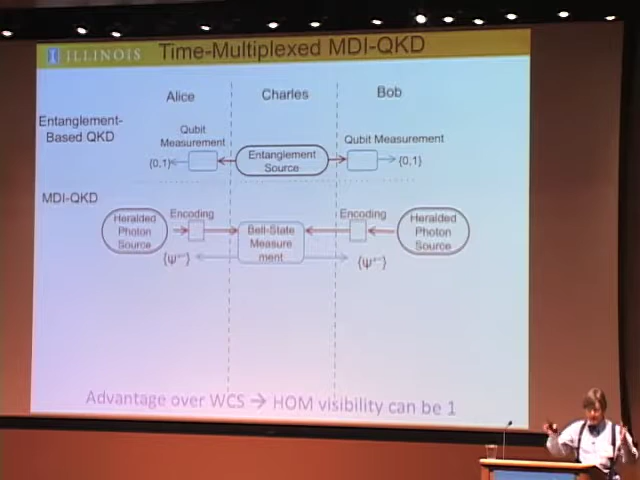 I ILLINOIS Time-Multiplexed MDI-QKD
Alice Charles Bob
Entanglement-
Based QKD
Qubit
Measurement
{0,1}
Entanglement
Source
Qubit Measurement
{0,1}
MDI-QKD
Heralded
Photon
Source
Encoding
Bell-State
Measure
ment
Encoding
Heralded
Photon
Source
{Ψ⁺ᐟ⁻}
{Ψ⁺ᐟ⁻}
Advantage over WCS → HOM visibility can be 1